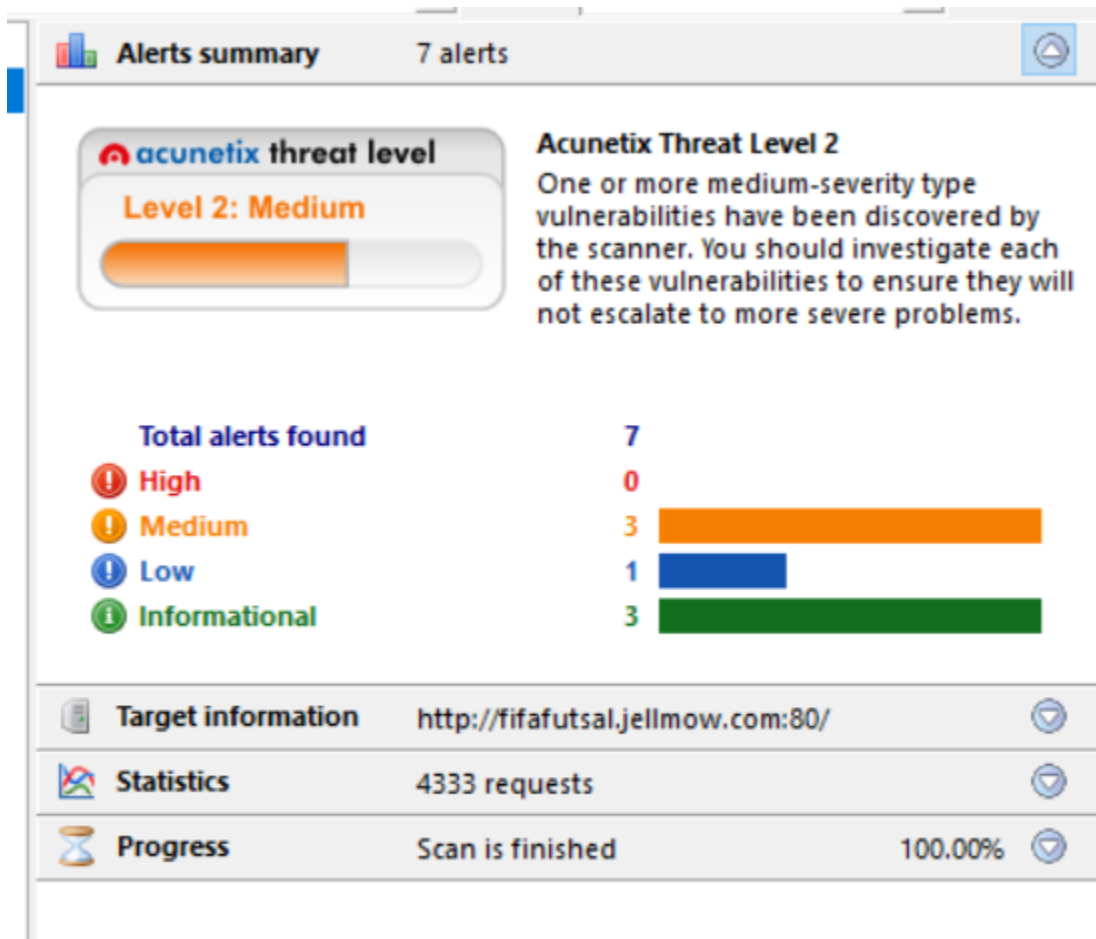 Alerts summary 7 alerts
acunetix threat level
Level 2: Medium
Acunetix Threat Level 2
One or more medium-severity type
vulnerabilities have been discovered by
the scanner. You should investigate each
of these vulnerabilities to ensure they will
not escalate to more severe problems.
Total alerts found 7
High 0
Medium 3
Low 1
Informational 3
Target information http://fifafutsal.jellmow.com:80/
Statistics 4333 requests
Progress Scan is finished 100.00%